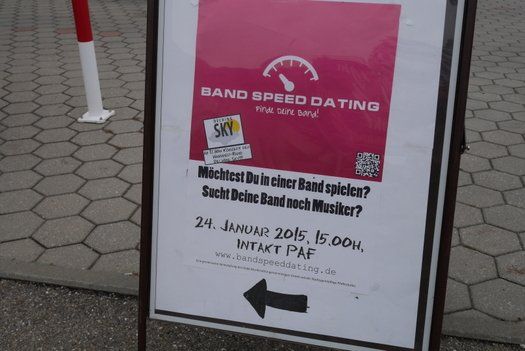 BAND SPEED DATING
Finde Deine Band!
SKY
Möchtest Du in einer Band spielen?
Sucht Deine Band noch Musiker?
24. JANUAR 2015, 15.00H,
INTAKT PAF
www.bandspeeddating.de